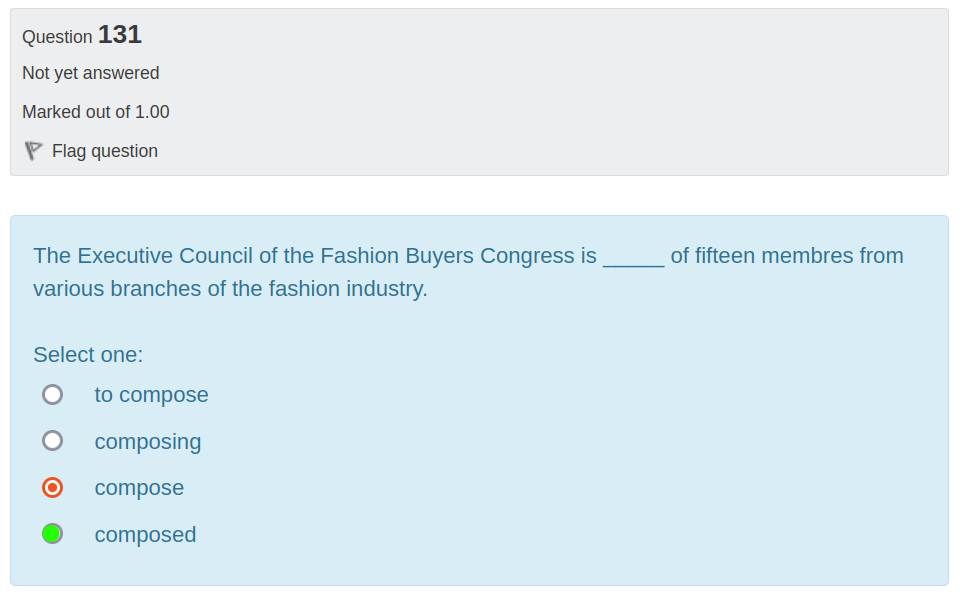 Question 131
Not yet answered
Marked out of 1.00
Flag question
The Executive Council of the Fashion Buyers Congress is _____ of fifteen membres from
various branches of the fashion industry.
Select one:
to compose
composing
compose
composed